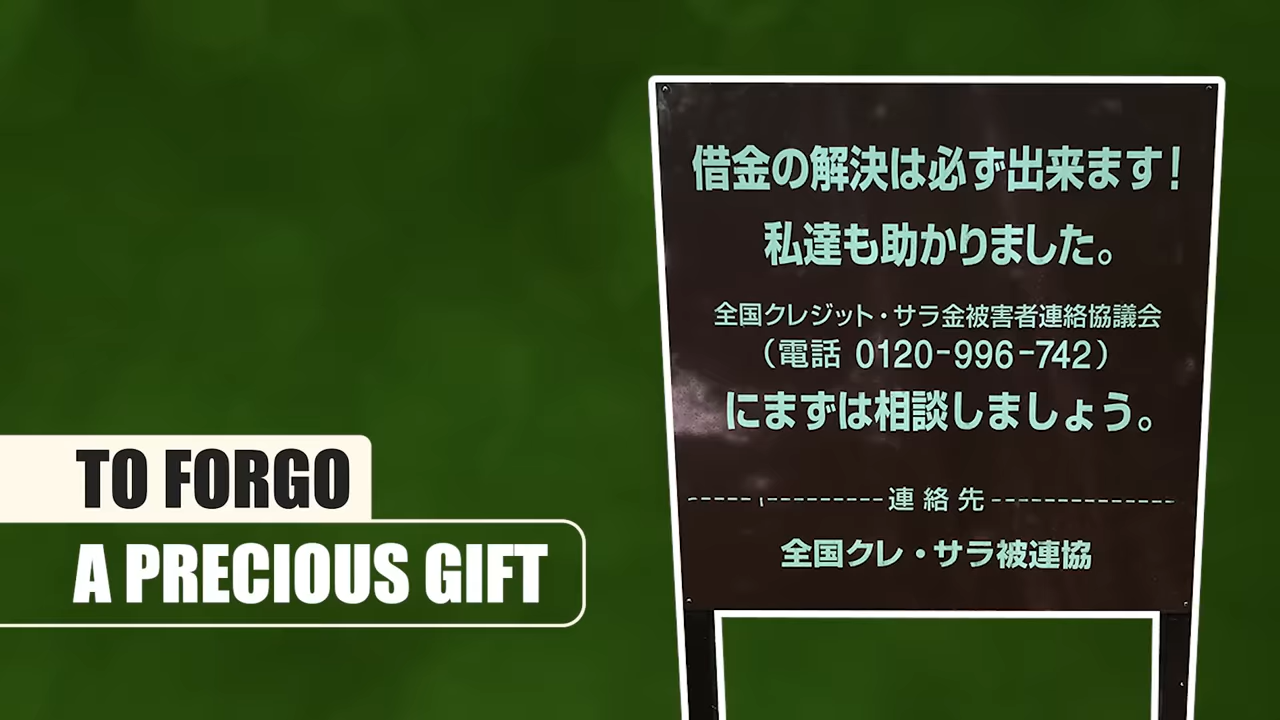 TO FORGO
A PRECIOUS GIFT
借金の解決は必ず出来ます!
私達も助かりました。
全国クレジット・サラ金被害者連絡協議会
(電話 0120-996-742)
にまずは相談しましょう。
連絡先
全国クレ・サラ被連協